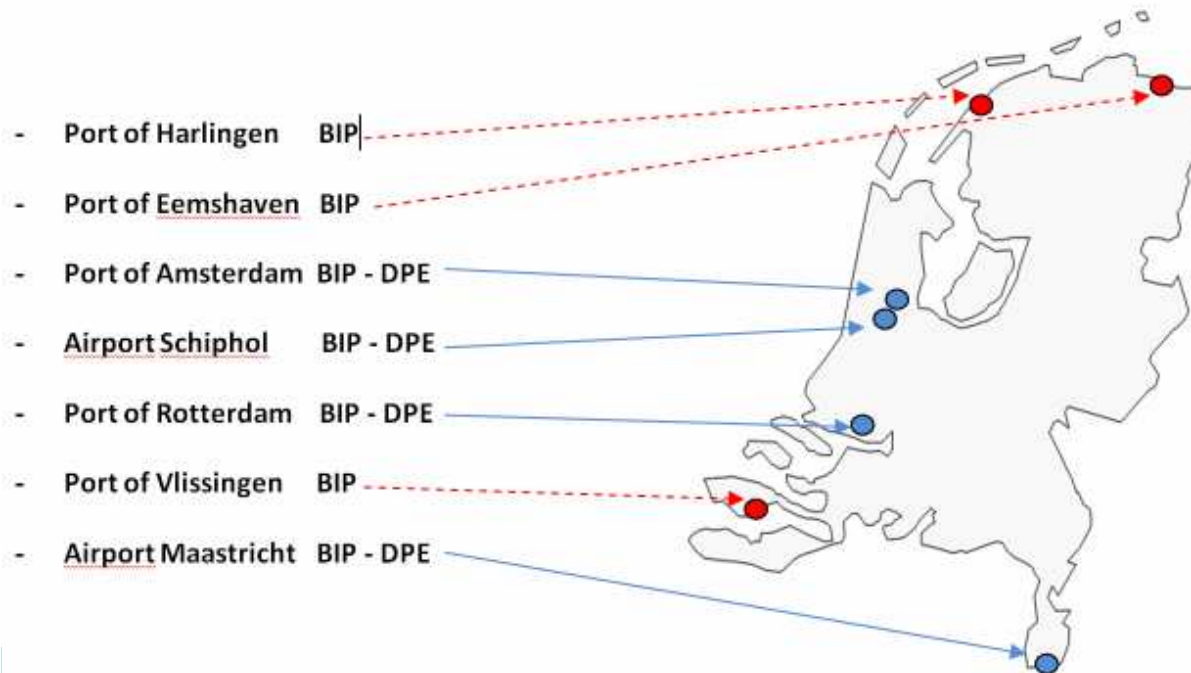 - Port of Harlingen BIP
- Port of Eemshaven BIP
- Port of Amsterdam BIP - DPE
- Airport Schiphol BIP - DPE
- Port of Rotterdam BIP - DPE
- Port of Vlissingen BIP
- Airport Maastricht BIP - DPE